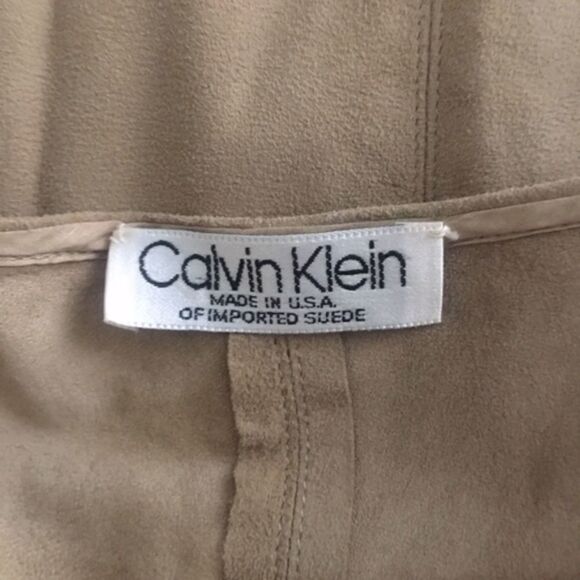 Calvin Klein
MADE IN U.S.A.
OF IMPORTED SUEDE